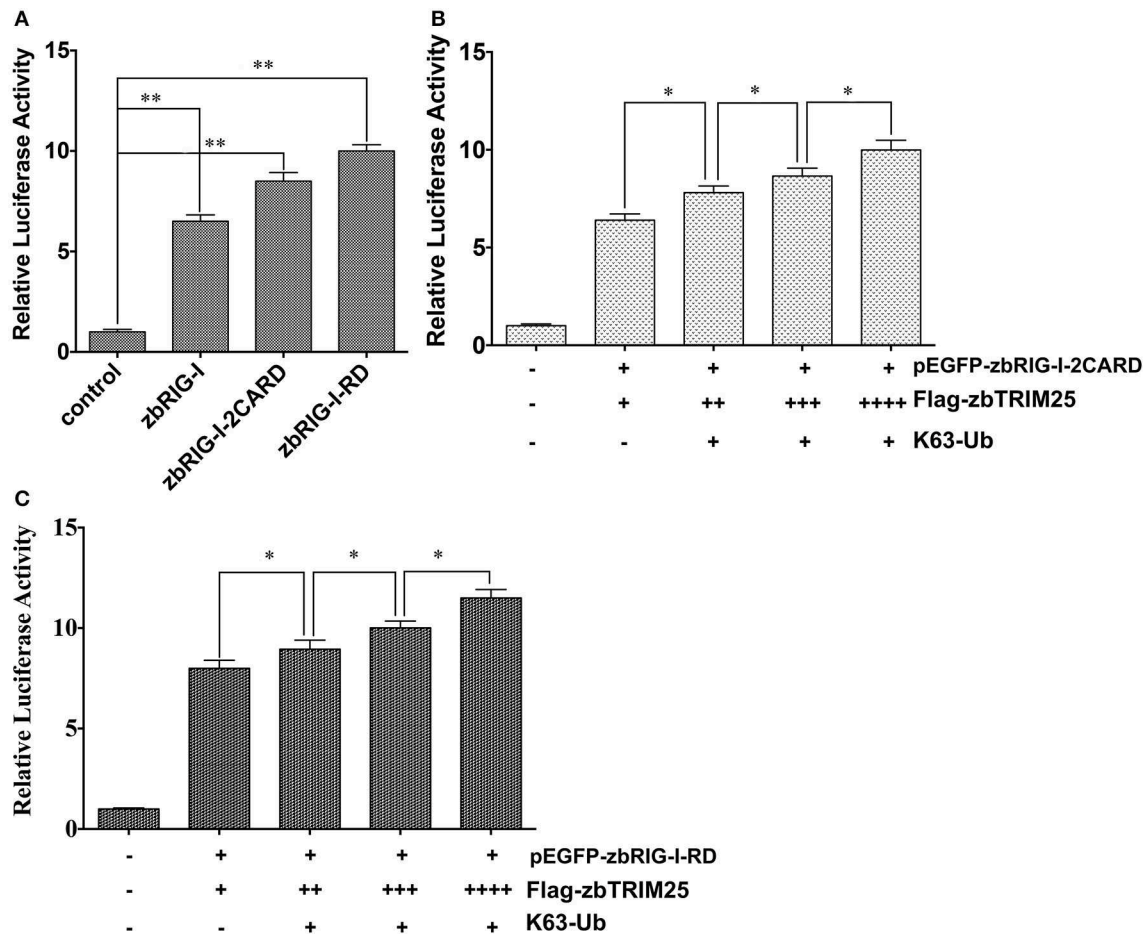 A
Relative Luciferase Activity
15
10
5
0
**
**
**
control
zbRIG-I
zbRIG-I-2CARD
zbRIG-I-RD
B
Relative Luciferase Activity
15
10
5
0
* * *
- + + + + pEGFP-zbRIG-I-2CARD
- + ++ +++ ++++ Flag-zbTRIM25
- - + + + K63-Ub
C
Relative Luciferase Activity
15
10
5
0
* * *
- + + + + pEGFP-zbRIG-I-RD
- + ++ +++ ++++ Flag-zbTRIM25
- - + + + K63-Ub